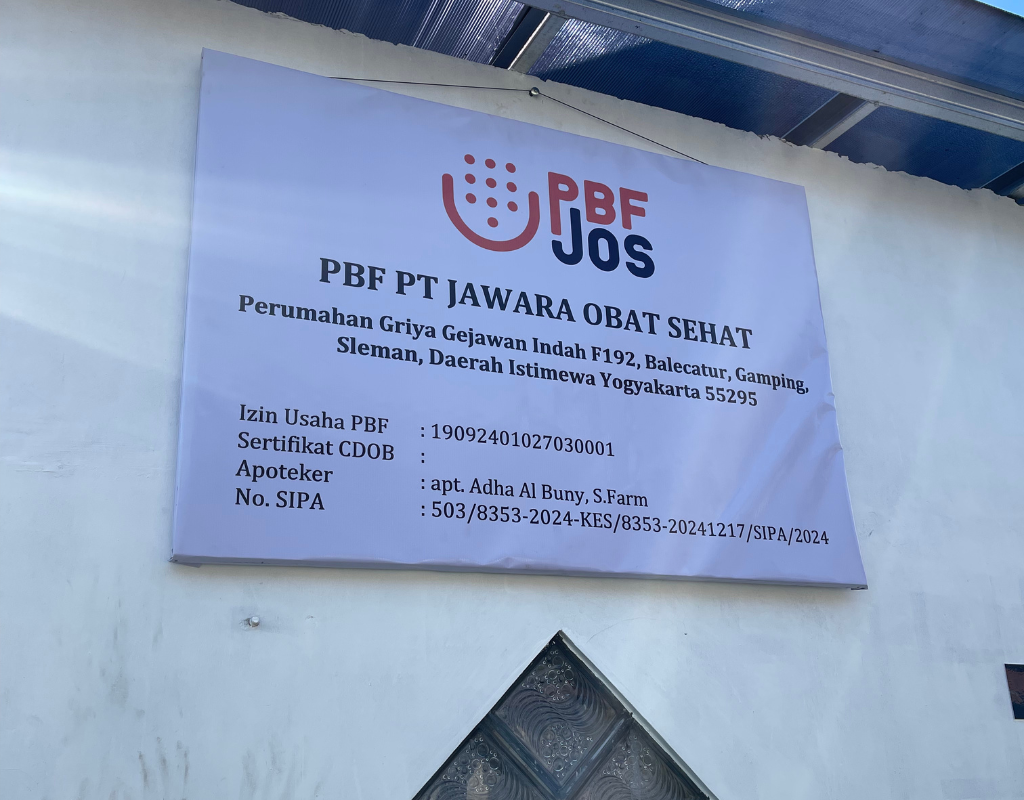 PBF
JOS
PBF PT JAWARA OBAT SEHAT
Perumahan Griya Gejawan Indah F192, Balecatur, Gamping,
Sleman, Daerah Istimewa Yogyakarta 55295
Izin Usaha PBF : 19092401027030001
Sertifikat CDOB :
Apoteker : apt. Adha Al Buny, S.Farm
No. SIPA : 503/8353-2024-KES/8353-20241217/SIPA/2024